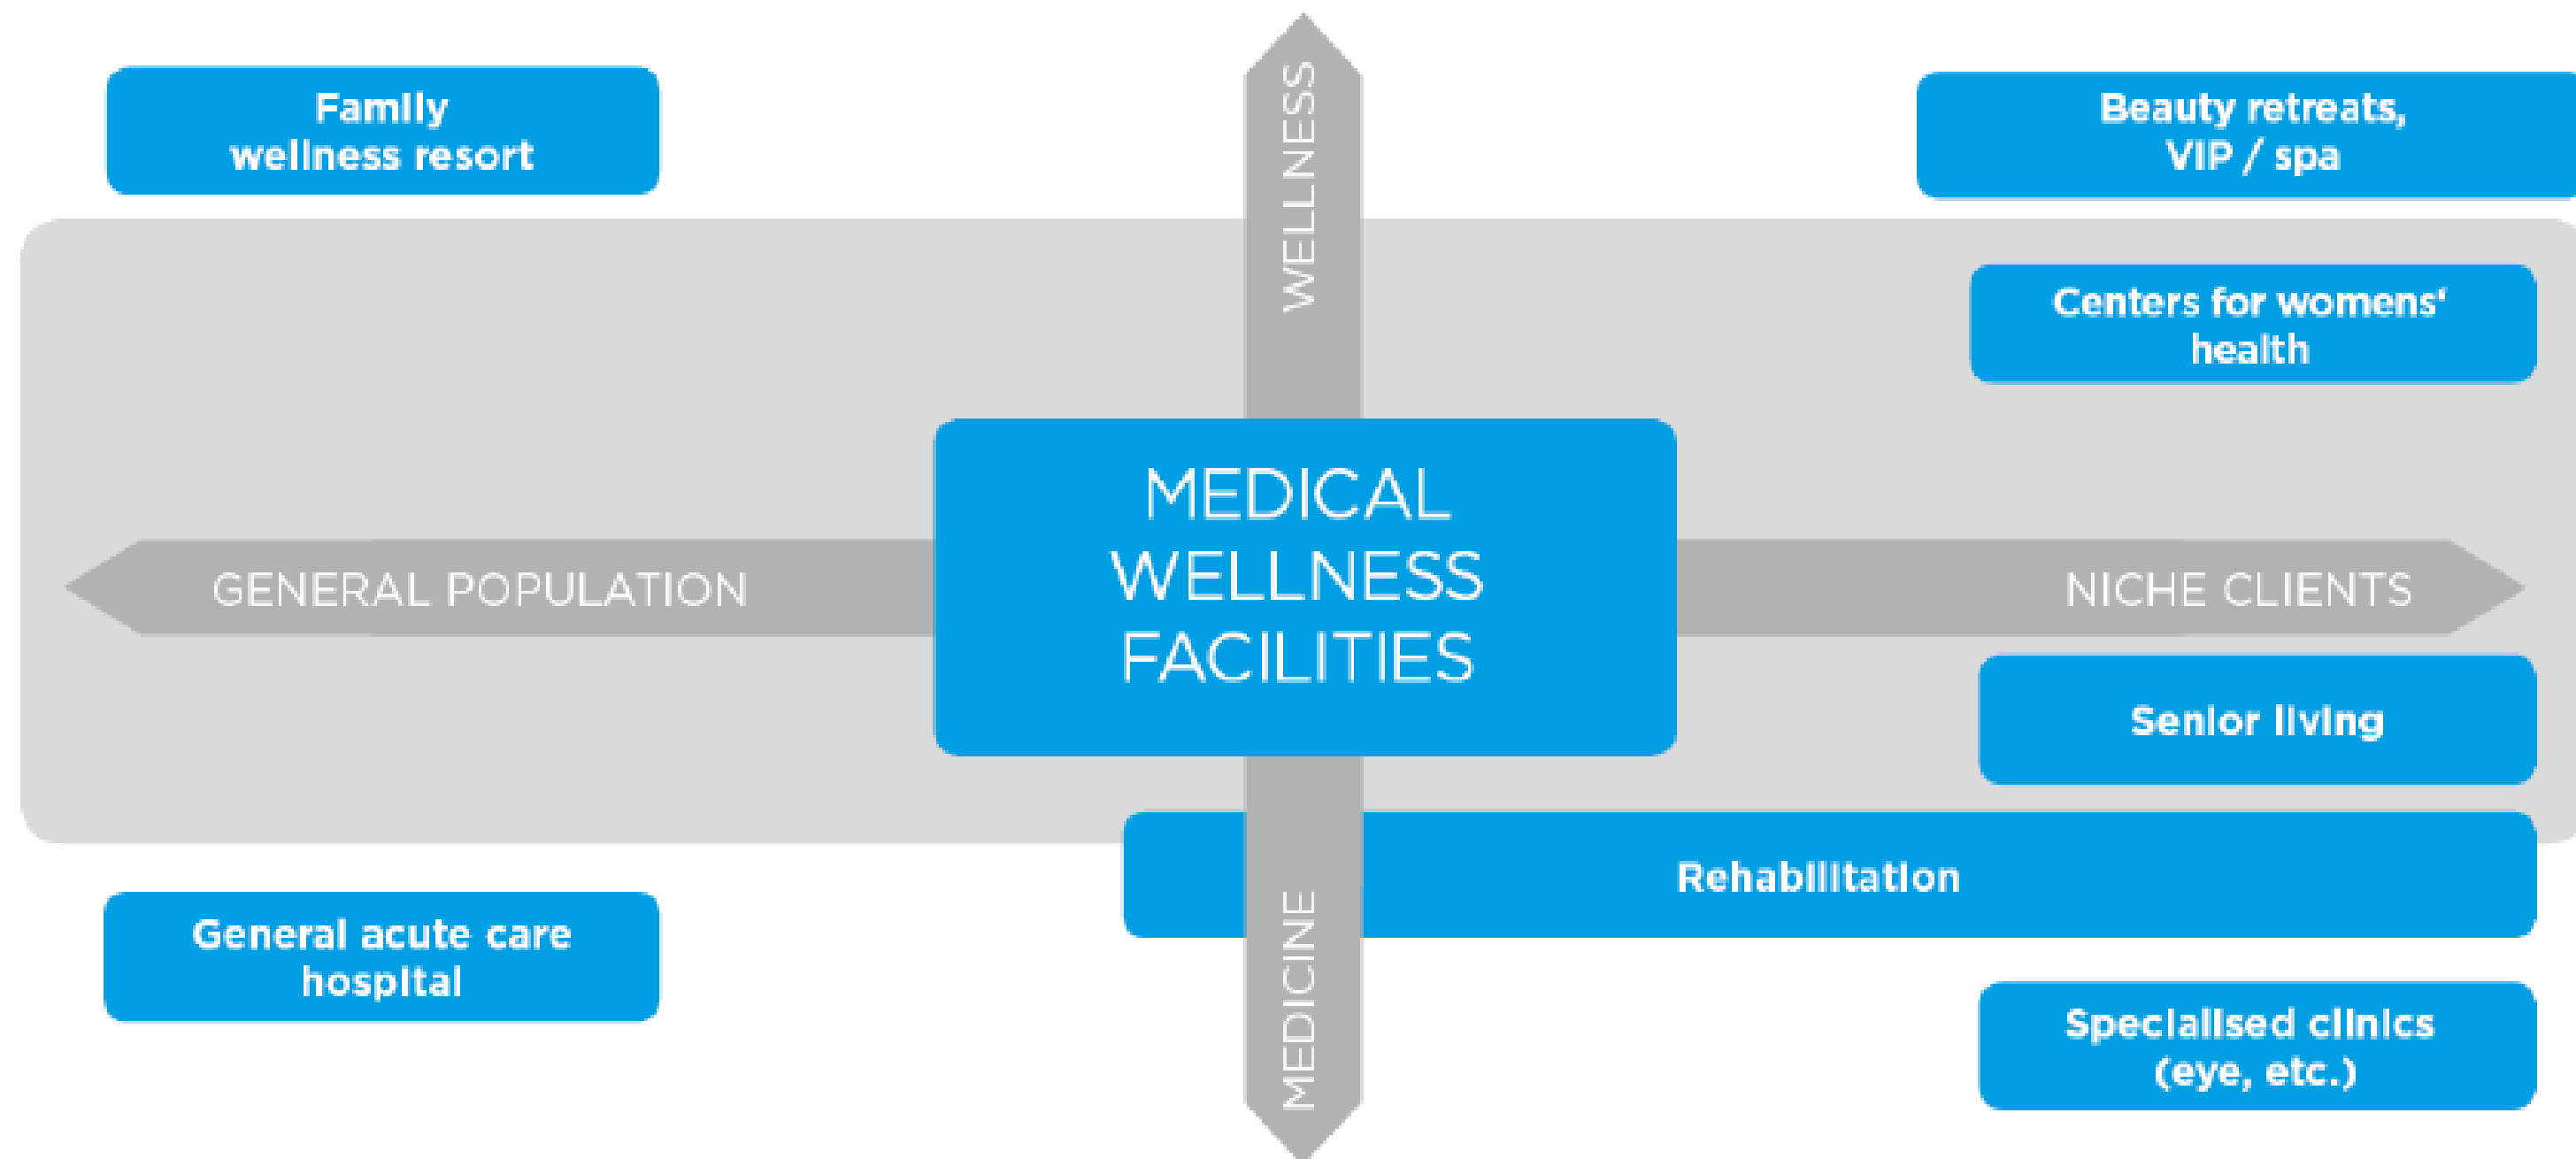 Family
wellness resort
WELLNESS
Beauty retreats,
VIP / spa
Centers for womens‘
health
MEDICAL
WELLNESS
FACILITIES
GENERAL POPULATION
NICHE CLIENTS
Senior living
Rehabilitation
General acute care
hospital
MEDICINE
Specialised clinics
(eye, etc.)